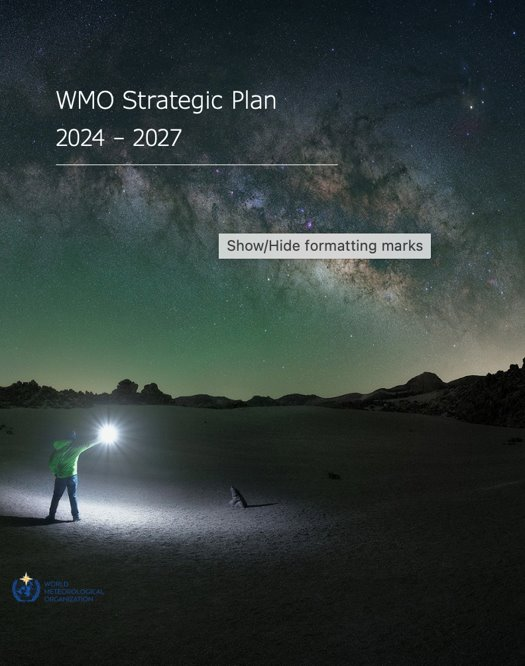 WMO Strategic Plan
2024 – 2027
Show/Hide formatting marks
WORLD
METEOROLOGICAL
ORGANIZATION